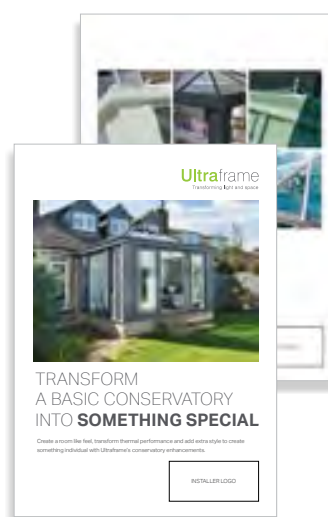 Ultraframe
Transforming light and space
TRANSFORM
A BASIC CONSERVATORY
INTO SOMETHING SPECIAL
Create a room like feel, transform thermal performance and add extra style to create
something individual with Ultraframe's conservatory enhancements.
INSTALLER LOGO